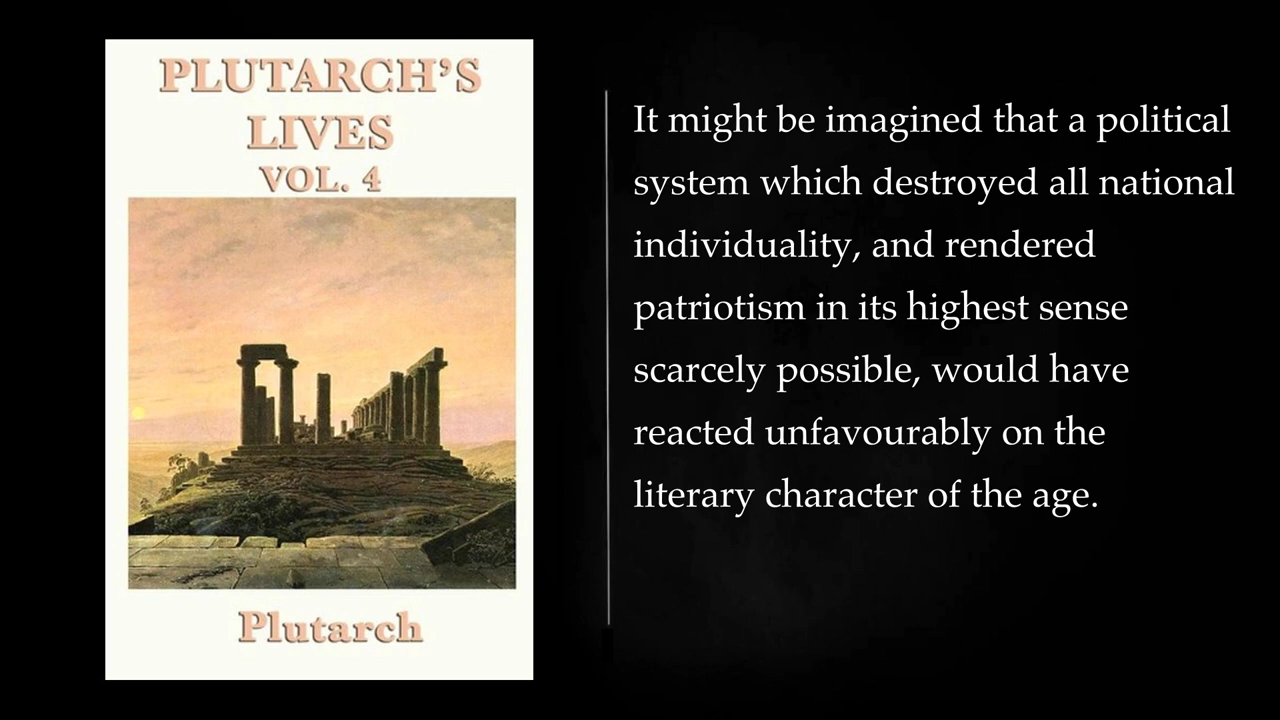 PLUTARCH'S
LIVES
VOL. 4
Plutarch
It might be imagined that a political
system which destroyed all national
individuality, and rendered
patriotism in its highest sense
scarcely possible, would have
reacted unfavourably on the
literary character of the age.